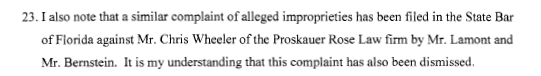 23. I also note that a similar complaint of alleged improprieties has been filed in the State Bar
of Florida against Mr. Chris Wheeler of the Proskauer Rose Law firm by Mr. Lamont and
Mr. Bernstein.  It is my understanding that this complaint has also been dismissed.